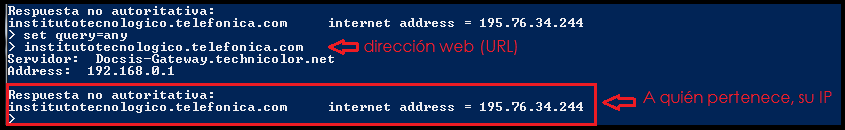 Respuesta no autoritativa:
institutotecnologico.telefonica.com internet address = 195.76.34.244
> set query=any
> institutotecnologico.telefonica.com dirección web (URL)
Servidor: Docsis-Gateway.technicolor.net
Address: 192.168.0.1
Respuesta no autoritativa:
institutotecnologico.telefonica.com internet address = 195.76.34.244 A quién pertenece, su IP
>